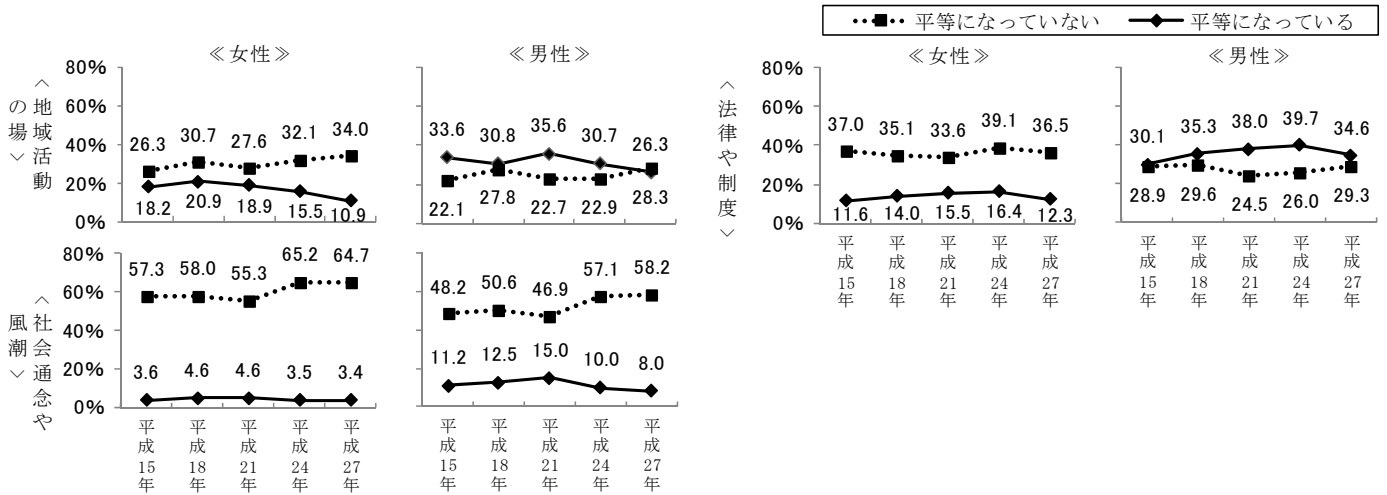 平等になっていない 平等になっている
≪女性≫ ≪男性≫ ≪女性≫ ≪男性≫
〈地域活動
の場〉
80%
60%
40%
20%
0%
26.3 30.7 27.6 32.1 34.0
18.2 20.9 18.9 15.5 10.9
33.6 30.8 35.6 30.7 26.3
22.1 27.8 22.7 22.9 28.3
〈法律や制度〉
80%
60%
40%
20%
0%
37.0 35.1 33.6 39.1 36.5
11.6 14.0 15.5 16.4 12.3
平成15年 平成18年 平成21年 平成24年 平成27年
30.1 35.3 38.0 39.7 34.6
28.9 29.6 24.5 26.0 29.3
平成15年 平成18年 平成21年 平成24年 平成27年
〈社会通念や
風潮〉
80%
60%
40%
20%
0%
57.3 58.0 55.3 65.2 64.7
3.6 4.6 4.6 3.5 3.4
平成15年 平成18年 平成21年 平成24年 平成27年
48.2 50.6 46.9 57.1 58.2
11.2 12.5 15.0 10.0 8.0
平成15年 平成18年 平成21年 平成24年 平成27年